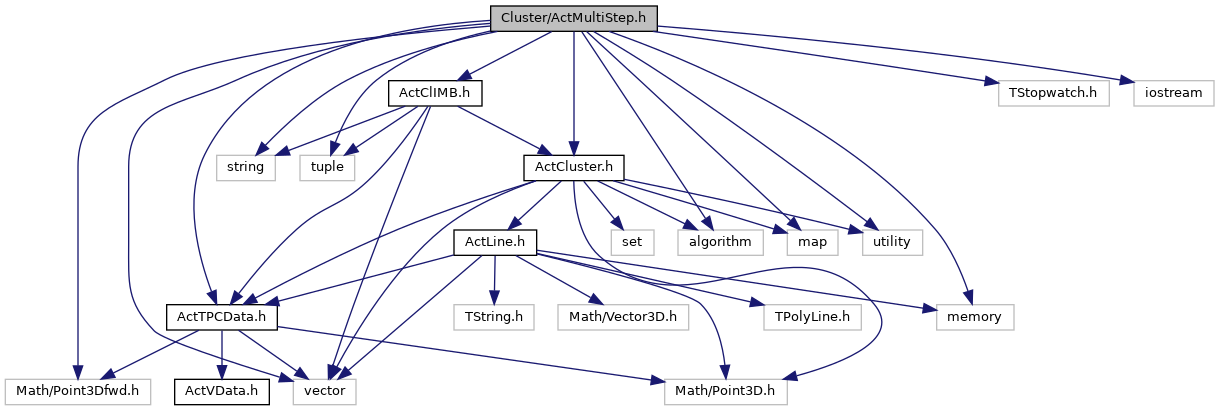 Cluster/ActMultiStep.h
ActClIMB.h
TStopwatch.h
iostream
string
tuple
ActCluster.h
ActLine.h
set
algorithm
map
utility
ActTPCData.h
TString.h
Math/Vector3D.h
TPolyLine.h
memory
Math/Point3Dfwd.h
ActVData.h
vector
Math/Point3D.h